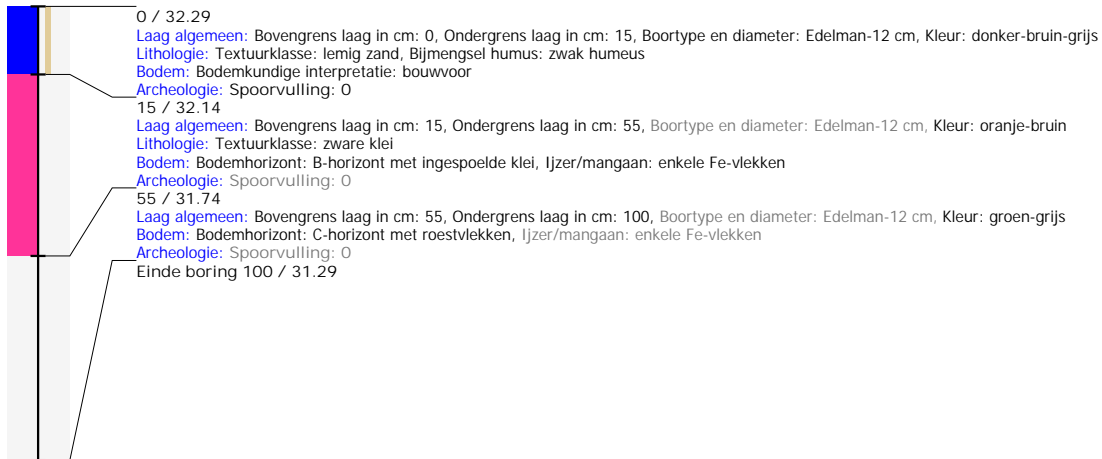 0 / 32.29
Laag algemeen: Bovengrens laag in cm: 0, Ondergrens laag in cm: 15, Boortype en diameter: Edelman-12 cm, Kleur: donker-bruin-grijs
Lithologie: Textuurklasse: lemig zand, Bijmengsel humus: zwak humeus
Bodem: Bodemkundige interpretatie: bouwvoor
Archeologie: Spoorvulling: 0
15 / 32.14
Laag algemeen: Bovengrens laag in cm: 15, Ondergrens laag in cm: 55, Boortype en diameter: Edelman-12 cm, Kleur: oranje-bruin
Lithologie: Textuurklasse: zware klei
Bodem: Bodemhorizont: B-horizont met ingespoelde klei, Ijzer/mangaan: enkele Fe-vlekken
Archeologie: Spoorvulling: 0
55 / 31.74
Laag algemeen: Bovengrens laag in cm: 55, Ondergrens laag in cm: 100, Boortype en diameter: Edelman-12 cm, Kleur: groen-grijs
Bodem: Bodemhorizont: C-horizont met roestvlekken, Ijzer/mangaan: enkele Fe-vlekken
Archeologie: Spoorvulling: 0
Einde boring 100 / 31.29